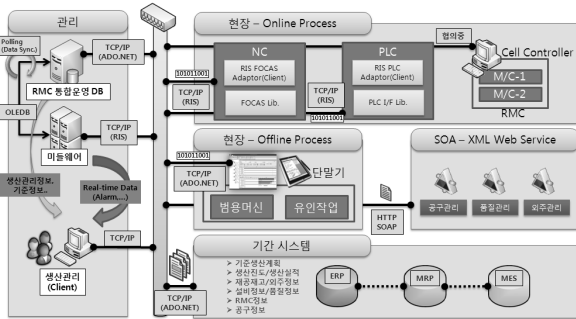 관리
Polling
(Data Sync.)
TCP/IP
(ADO.NET)
RMC 통합운영 DB
OLEDB
TCP/IP
(RIS)
미들웨어
생산관리정보,
기준정보..
Real-time Data
(Alarm,...)
TCP/IP
생산관리
(Client)
현장 – Online Process
NC
RIS FOCAS
Adaptor(Client)
FOCAS Lib.
101011001
TCP/IP
(RIS)
PLC
RIS PLC
Adaptor(Client)
PLC I/F Lib.
TCP/IP
(RIS)
101011001
협의중
Cell Controller
M/C-1
M/C-2
RMC
현장 – Offline Process
101011001
TCP/IP
(ADO.NET)
단말기
범용머신
유인작업
HTTP
SOAP
SOA – XML Web Service
공구관리
품질관리
외주관리
기간 시스템
➢ 기준생산계획
➢ 생산진도/생산실적
➢ 재공재고/외주정보
➢ 설비정보/품질정보
➢ RMC정보
➢ 공구정보
TCP/IP
(ADO.NET)
ERP
MRP
MES